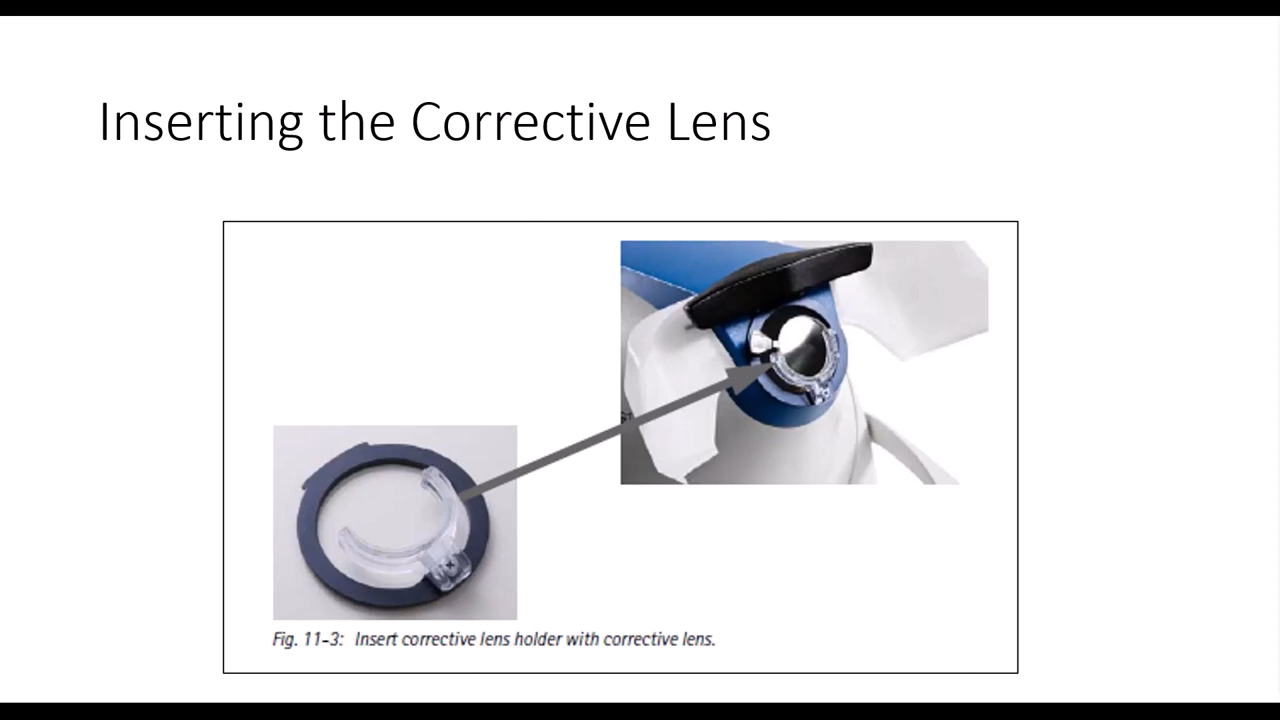 Inserting the Corrective Lens
Fig. 11-3: Insert corrective lens holder with corrective lens.